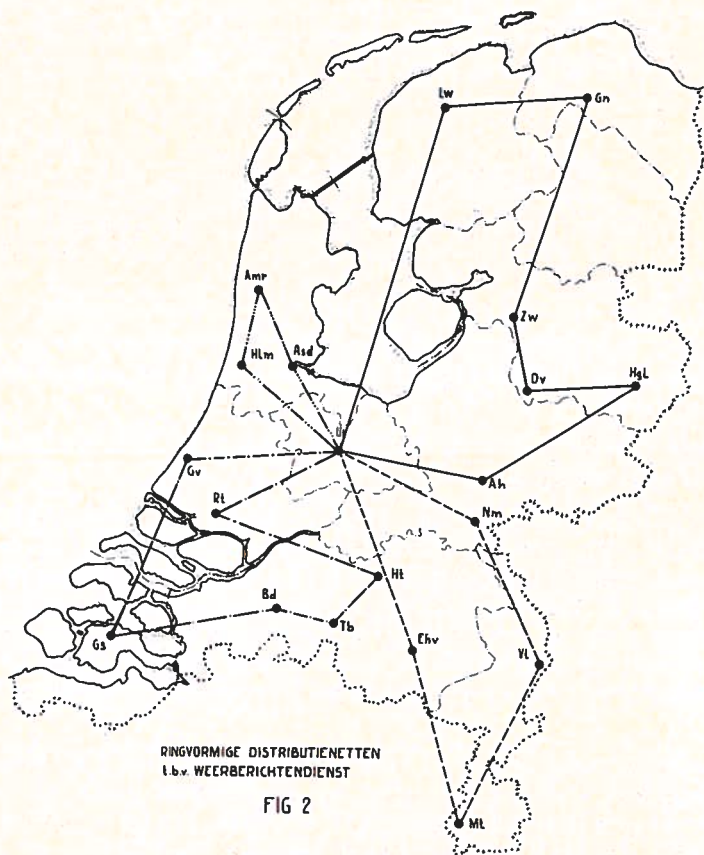 Lw
Gn
Amr
Zw
Hlm
Asd
Dv
Hgl
Gv
Ah
Rt
Nm
Ht
Bd
Tb
Gs
Ehv
Vl
RINGVORMIGE DISTRIBUTIENETTEN
t.b.v. WEERBERICHTENDIENST
FIG 2
Mt